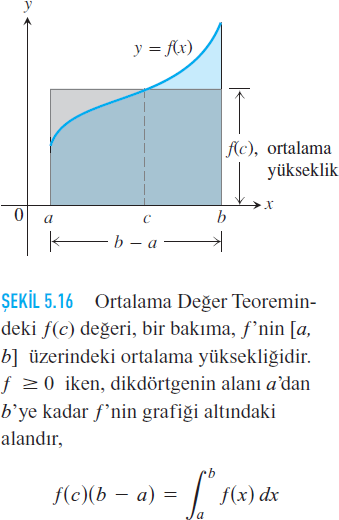 y
y = f(x)
f(c), ortalama
yükseklik
x
0 a c b
b − a
ŞEKİL 5.16 Ortalama Değer Teoremin-
deki f(c) değeri, bir bakıma, f'nin [a,
b] üzerindeki ortalama yüksekliğidir.
f ≥ 0 iken, dikdörtgenin alanı a'dan
b'ye kadar f'nin grafiği altındaki
alandır,
f(c)(b − a) = ∫_a^b f(x) dx